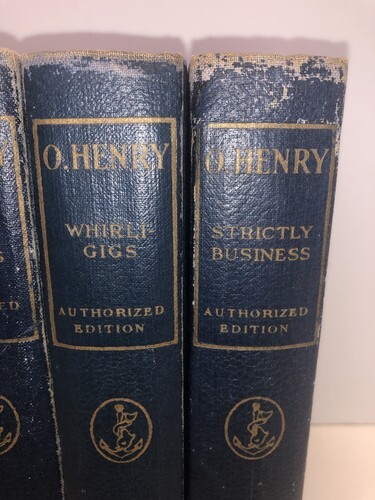 O. HENRY
WHIRLI
GIGS
AUTHORIZED
EDITION
O. HENRY
STRICTLY
BUSINESS
AUTHORIZED
EDITION